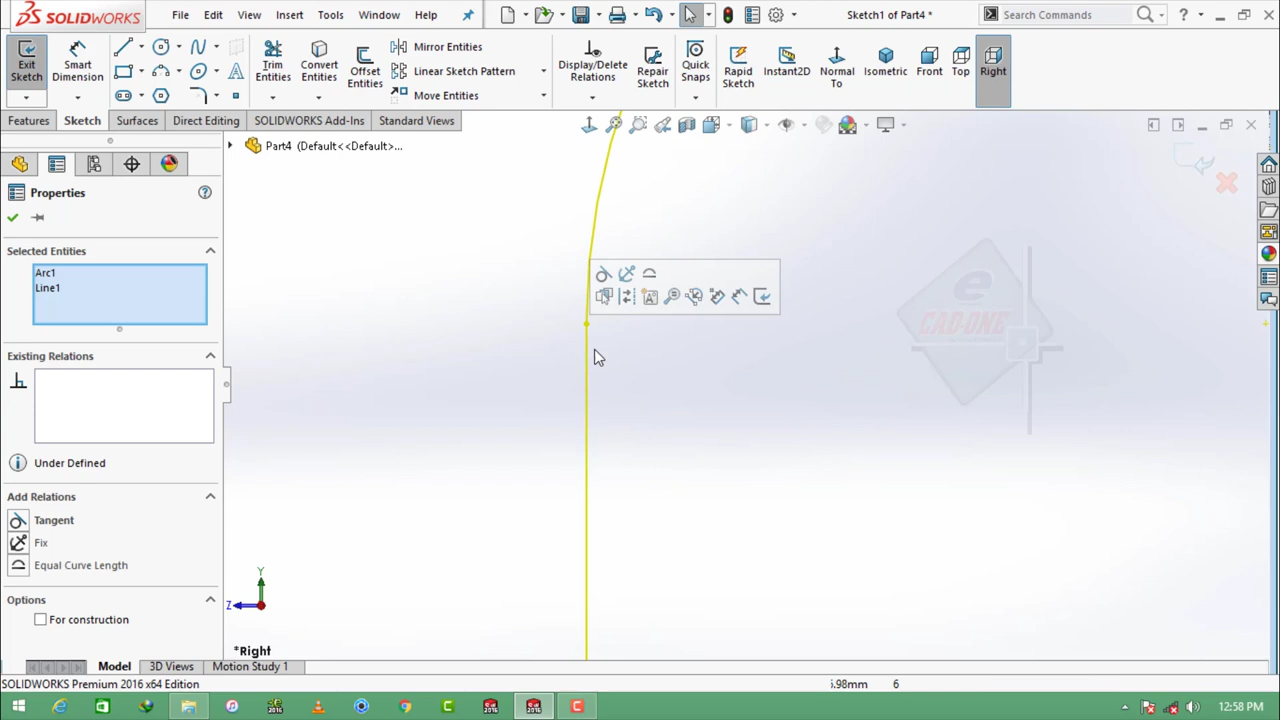 SOLIDWORKS
File
Edit
View
Insert
Tools
Window
Help
Sketch1 of Part4 *
Search Commands
?
Exit Sketch
Smart Dimension
Trim Entities
Convert Entities
Offset Entities
Mirror Entities
Linear Sketch Pattern
Move Entities
Display/Delete Relations
Repair Sketch
Quick Snaps
Rapid Sketch
Instant2D
Normal To
Isometric
Front
Top
Right
Features
Sketch
Surfaces
Direct Editing
SOLIDWORKS Add-Ins
Standard Views
Part4 (Default<<Default>...
Properties
Selected Entities
Arc1
Line1
Existing Relations
Under Defined
Add Relations
Tangent
Fix
Equal Curve Length
Options
For construction
Y
Z
*Right
e
CAD-ONE
Model
3D Views
Motion Study 1
SOLIDWORKS Premium 2016 x64 Edition
6
12:58 PM